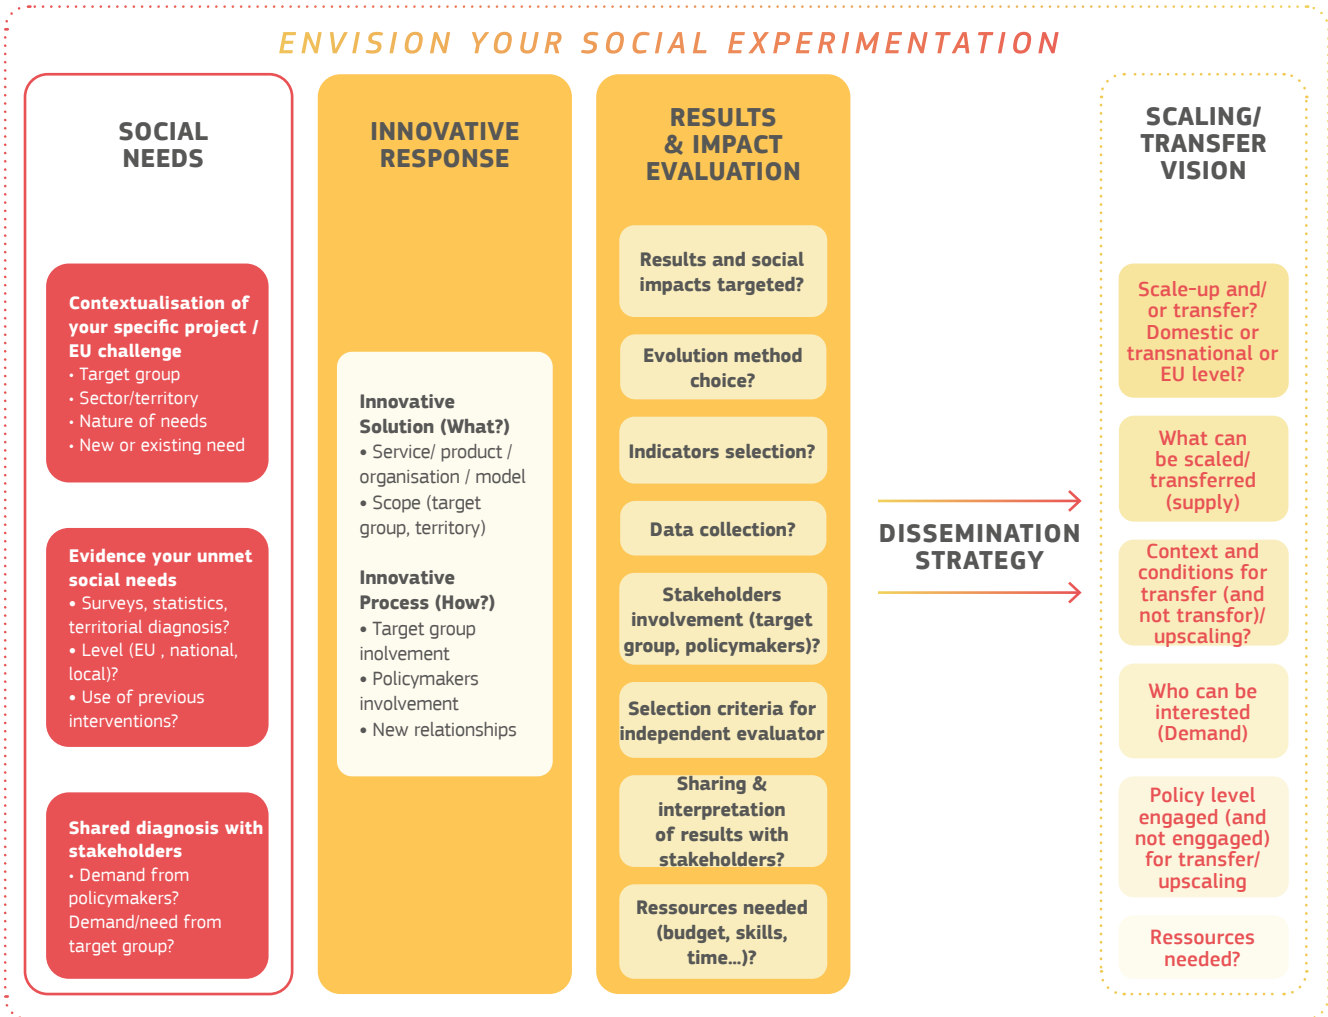 ENVISION YOUR SOCIAL EXPERIMENTATION
SOCIAL
NEEDS
Contextualisation of
your specific project /
EU challenge
• Target group
• Sector/territory
• Nature of needs
• New or existing need
Evidence your unmet
social needs
• Surveys, statistics,
territorial diagnosis?
• Level (EU , national,
local)?
• Use of previous
interventions?
Shared diagnosis with
stakeholders
• Demand from
policymakers?
Demand/need from
target group?
INNOVATIVE
RESPONSE
Innovative
Solution (What?)
• Service/ product /
organisation / model
• Scope (target
group, territory)
Innovative
Process (How?)
• Target group
inolvement
• Policymakers
involvement
• New relationships
RESULTS
& IMPACT
EVALUATION
Results and social
impacts targeted?
Evolution method
choice?
Indicators selection?
Data collection?
Stakeholders
involvement (target
group, policymakers)?
Selection criteria for
independent evaluator
Sharing &
interpretation
of results with
stakeholders?
Ressources needed
(budget, skills,
time...)?
DISSEMINATION
STRATEGY
SCALING/
TRANSFER
VISION
Scale-up and/
or transfer?
Domestic or
transnational or
EU level?
What can
be scaled/
transferred
(supply)
Context and
conditions for
transfer (and
not transfor)/
upscaling?
Who can be
interested
(Demand)
Policy level
engaged (and
not enggaged)
for transfer/
upscaling
Ressources
needed?